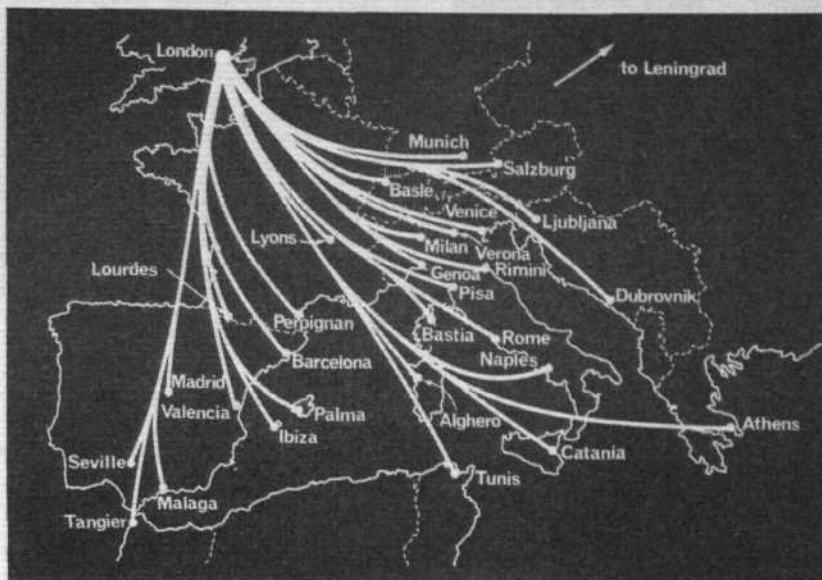 London
to Leningrad
Munich
Salzburg
Basle
Venice
Ljubljana
Lyons
Milan
Verona
Lourdes
Genoa
Rimini
Pisa
Dubrovnik
Perpignan
Bastia
Rome
Barcelona
Naples
Madrid
Valencia
Palma
Alghero
Athens
Ibiza
Catania
Seville
Tunis
Malaga
Tangier